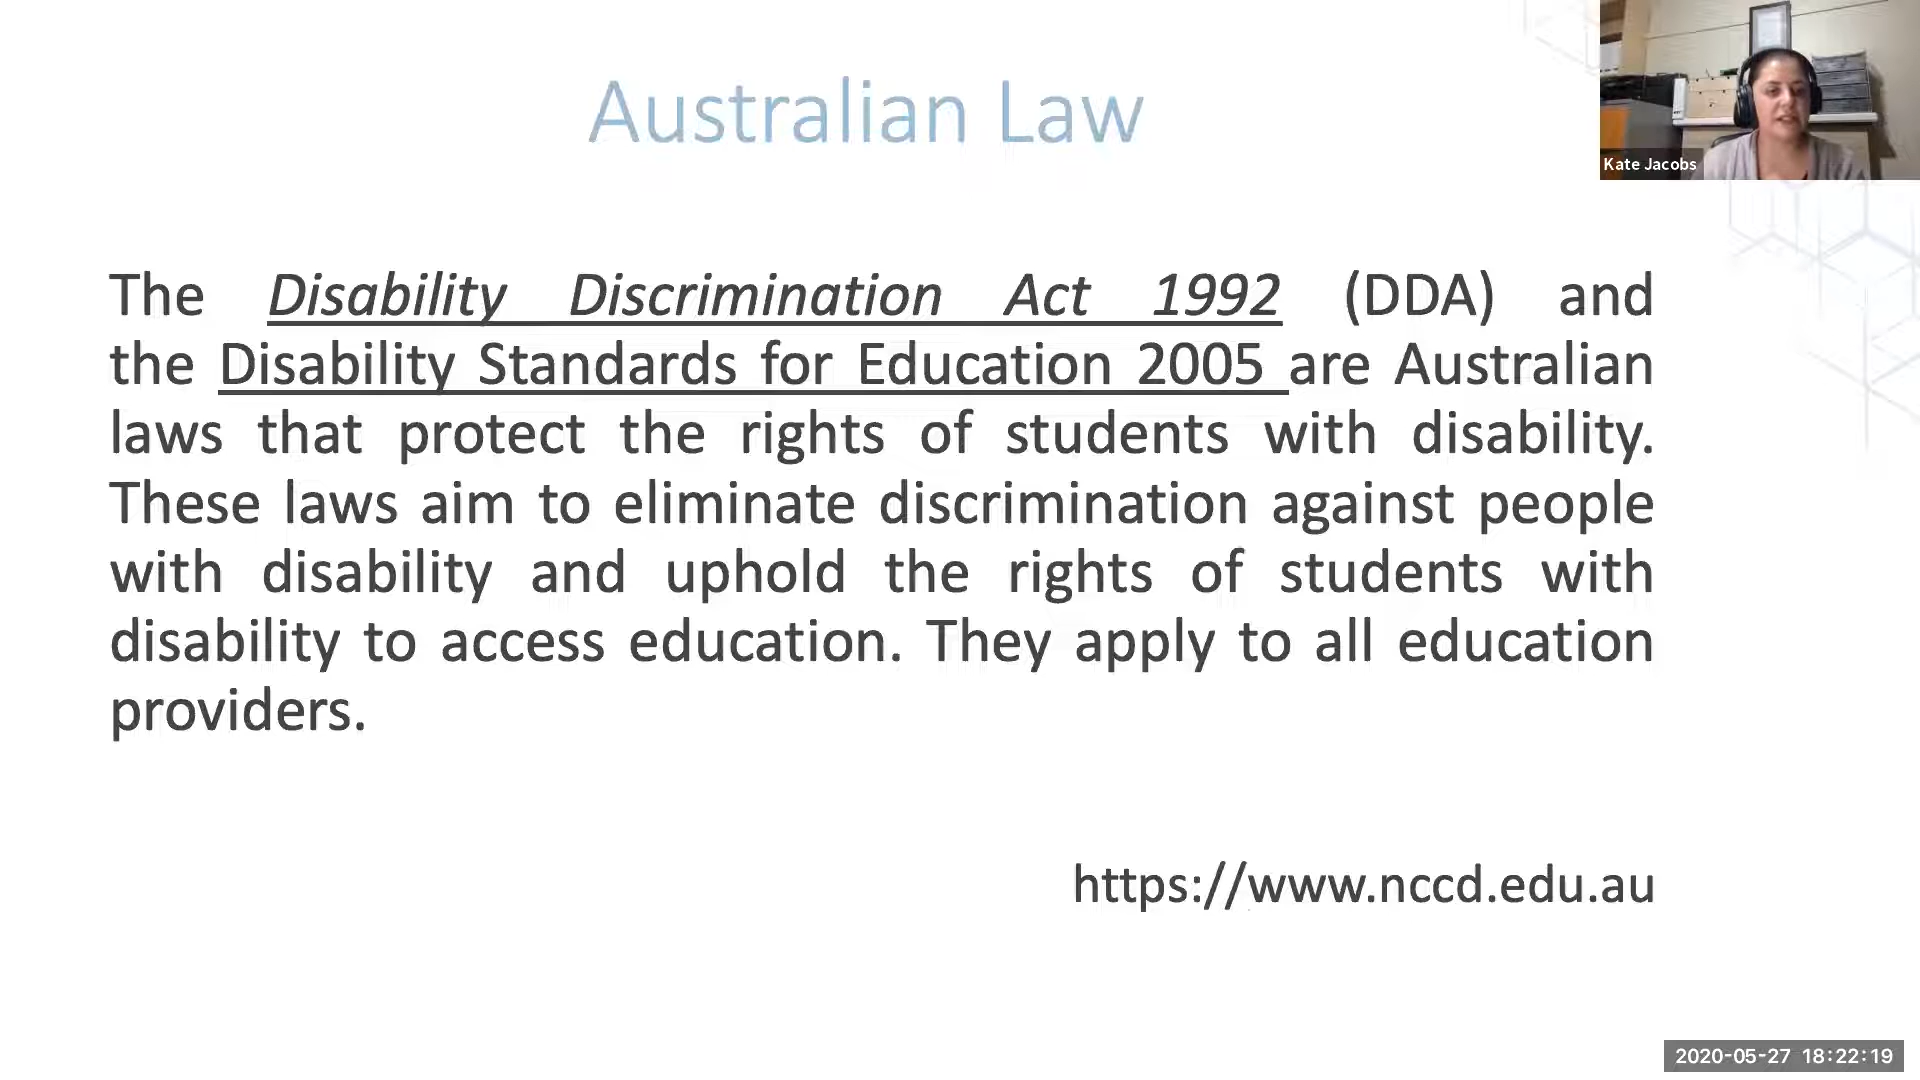 Australian Law
Kate Jacobs
The Disability Discrimination Act 1992 (DDA) and
the Disability Standards for Education 2005 are Australian
laws that protect the rights of students with disability.
These laws aim to eliminate discrimination against people
with disability and uphold the rights of students with
disability to access education. They apply to all education
providers.
https://www.nccd.edu.au
2020-05-27 18:22:19